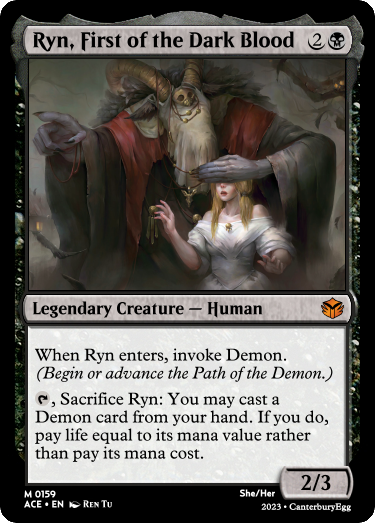 Ryn, First of the Dark Blood 2
Legendary Creature — Human
When Ryn enters, invoke Demon.
(Begin or advance the Path of the Demon.)
, Sacrifice Ryn: You may cast a
Demon card from your hand. If you do,
pay life equal to its mana value rather
than pay its mana cost.
2/3
M 0159 She/Her
ACE • EN Ren Tu 2023 • CanterburyEgg